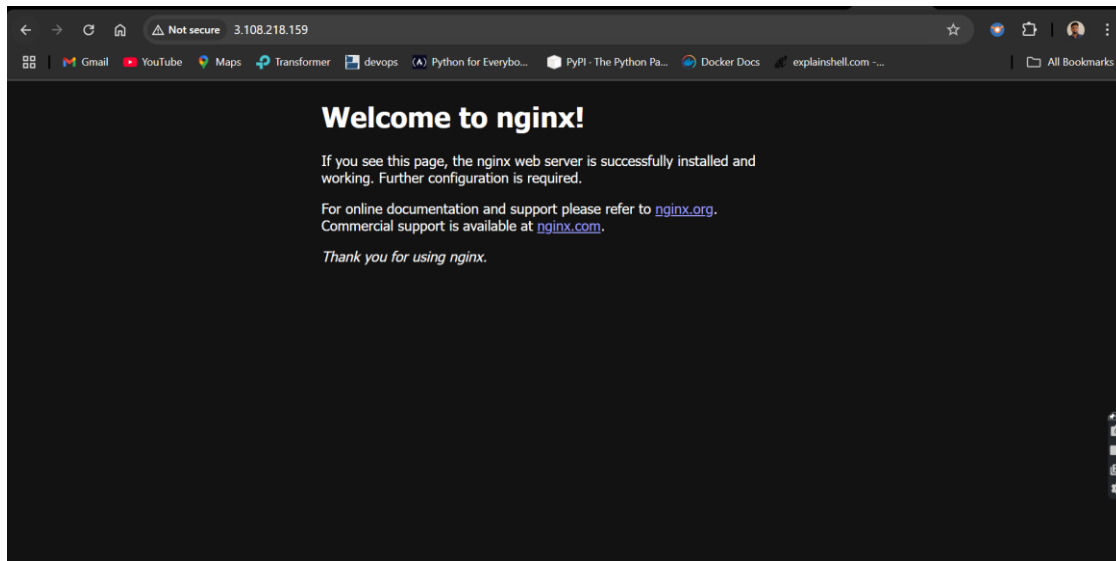 Not secure 3.108.218.159
Gmail YouTube Maps Transformer devops Python for Everybo... PyPI - The Python Pa... Docker Docs explainshell.com -... All Bookmarks
Welcome to nginx!
If you see this page, the nginx web server is successfully installed and
working. Further configuration is required.
For online documentation and support please refer to nginx.org.
Commercial support is available at nginx.com.
Thank you for using nginx.